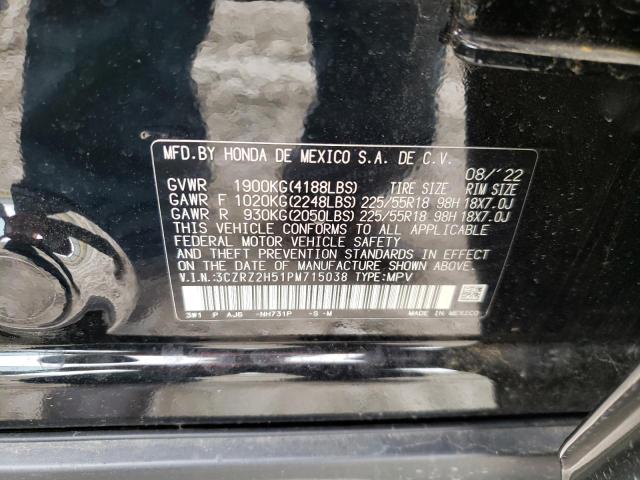 MFD.BY HONDA DE MEXICO S.A. DE C.V.
08/'22
GVWR 1900KG(4188LBS) TIRE SIZE RIM SIZE
GAWR F 1020KG(2248LBS) 225/55R18 98H 18X7.0J
GAWR R 930KG(2050LBS) 225/55R18 98H 18X7.0J
THIS VEHICLE CONFORMS TO ALL APPLICABLE
FEDERAL MOTOR VEHICLE SAFETY
AND THEFT PREVENTION STANDARDS IN EFFECT
ON THE DATE OF MANUFACTURE SHOWN ABOVE.
V.I.N.:3CZRZ2H51PM715038 TYPE:MPV
3W1 P AJ6 -NH731P -S -M MADE IN MEXICO